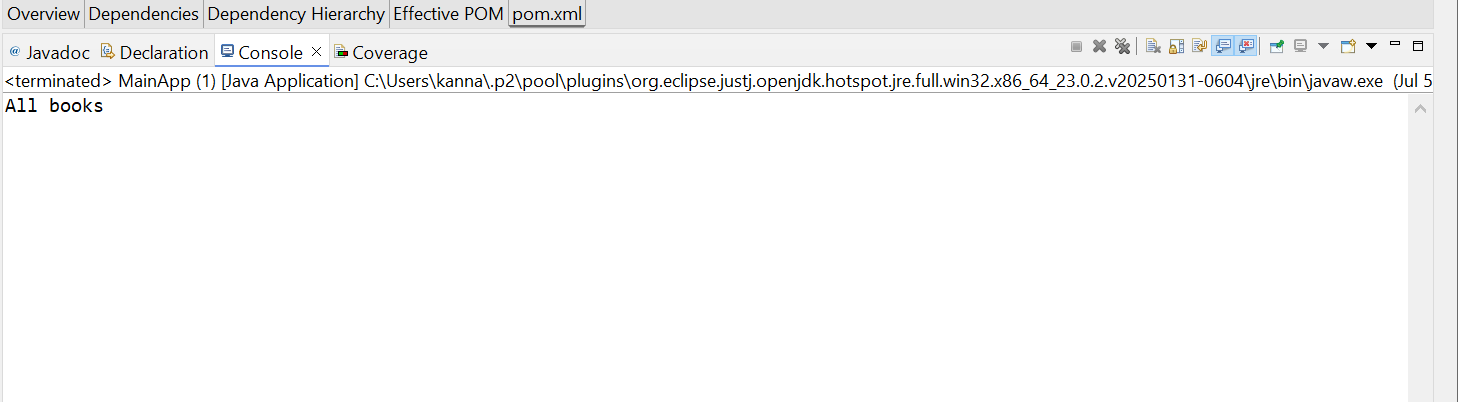 Overview Dependencies Dependency Hierarchy Effective POM pom.xml
@ Javadoc Declaration Console Coverage
<terminated> MainApp (1) [Java Application] C:\Users\kanna\.p2\pool\plugins\org.eclipse.justj.openjdk.hotspot.jre.full.win32.x86_64_23.0.2.v20250131-0604\jre\bin\javaw.exe (Jul 5
All books